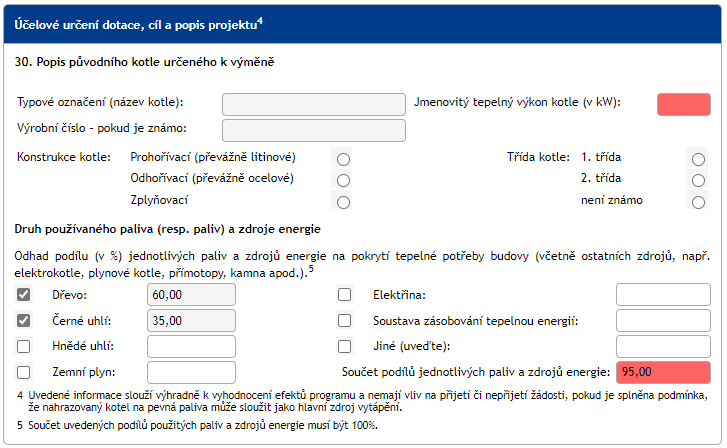 Účelové určení dotace, cíl a popis projektu4
30. Popis původního kotle určeného k výměně
Typové označení (název kotle): Jmenovitý tepelný výkon kotle (v kW):
Výrobní číslo - pokud je známo:
Konstrukce kotle: Prohořívací (převážně litinové) Třída kotle: 1. třída
Odhořívací (převážně ocelové) 2. třída
Zplyňovací není známo
Druh používaného paliva (resp. paliv) a zdroje energie
Odhad podílu (v %) jednotlivých paliv a zdrojů energie na pokrytí tepelné potřeby budovy (včetně ostatních zdrojů, např.
elektrokotle, plynové kotle, přímotopy, kamna apod.).5
Dřevo: 60,00 Elektřina:
Černé uhlí: 35,00 Soustava zásobování tepelnou energií:
Hnědé uhlí: Jiné (uveďte):
Zemní plyn: Součet podílů jednotlivých paliv a zdrojů energie: 95,00
4 Uvedené informace slouží výhradně k vyhodnocení efektů programu a nemají vliv na přijetí či nepřijetí žádosti, pokud je splněna podmínka,
že nahrazovaný kotel na pevná paliva může sloužit jako hlavní zdroj vytápění.
5 Součet uvedených podílů použitých paliv a zdrojů energie musí být 100%.